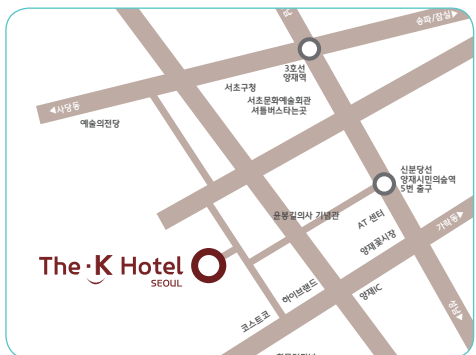 송파/잠실▶
3호선
양재역
서초구청
서초문화예술회관
셔틀버스타는곳
◀사당동
예술의전당
신분당선
양재시민의숲역
5번 출구
윤봉길의사 기념관
AT 센터
가락동▶
양재꽃시장
The·K Hotel
SEOUL
하이브랜드
양재IC
성남▶
코스트코